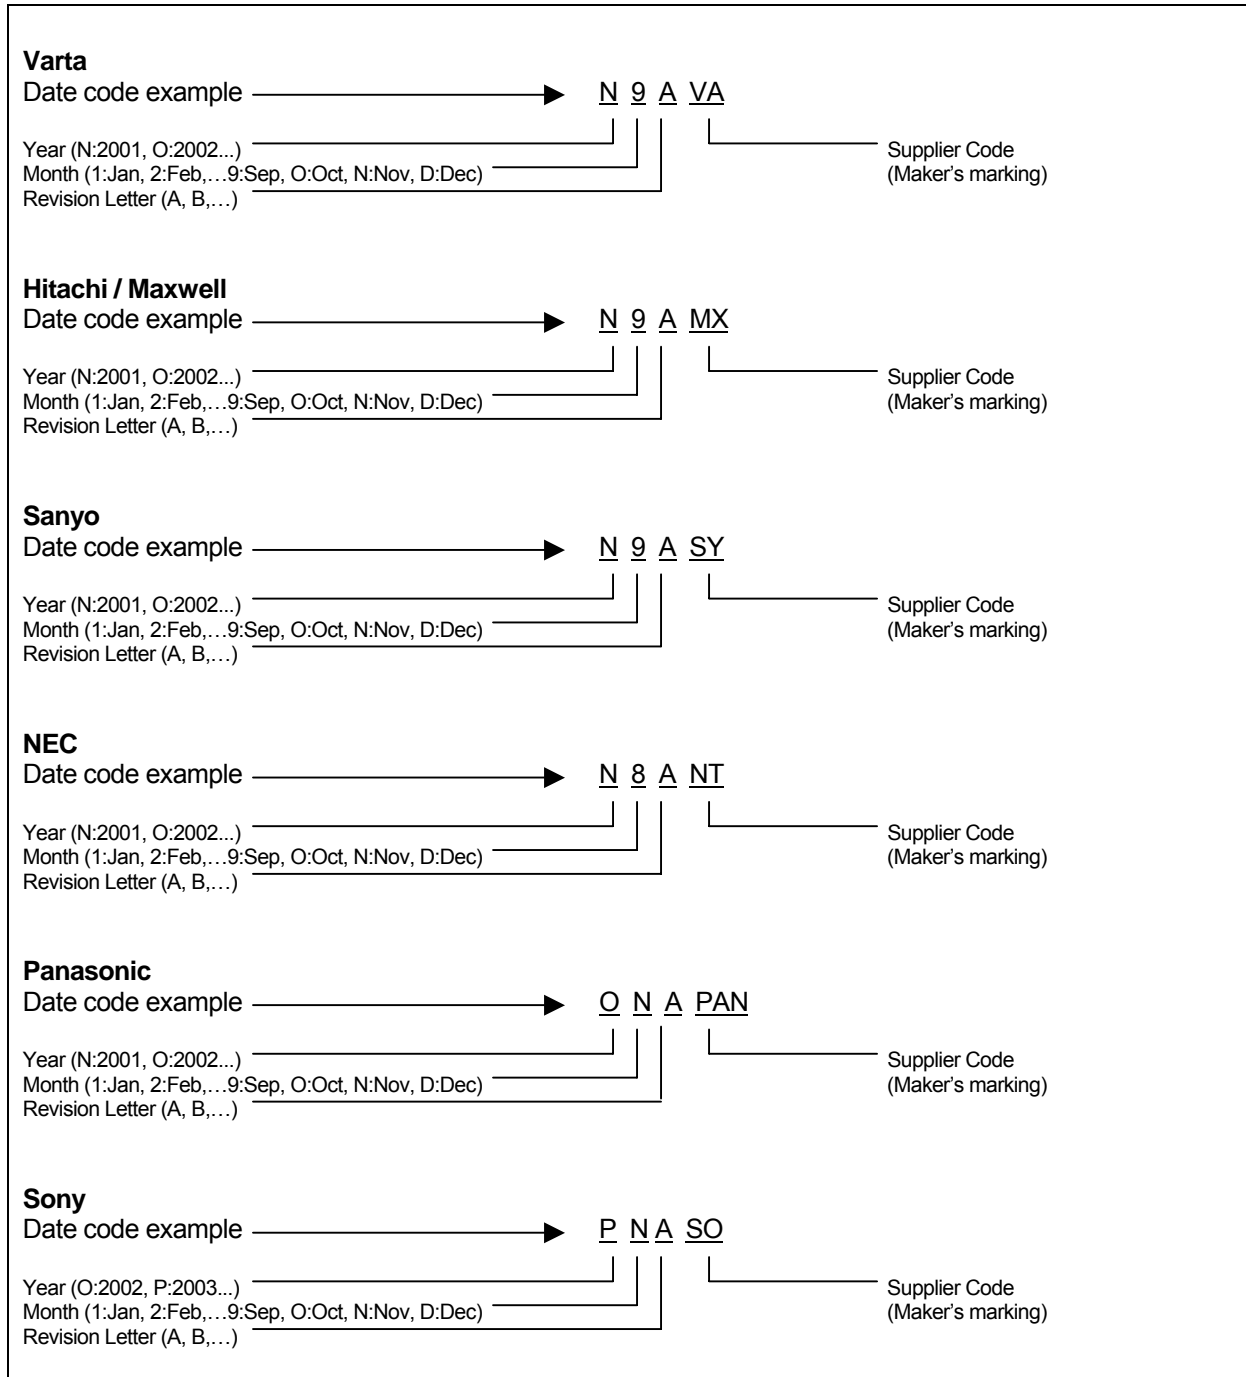 Varta
Date code example N 9 A VA
Year (N:2001, O:2002...) Supplier Code
Month (1:Jan, 2:Feb,…9:Sep, O:Oct, N:Nov, D:Dec) (Maker's marking)
Revision Letter (A, B,…)
Hitachi / Maxwell
Date code example N 9 A MX
Year (N:2001, O:2002...) Supplier Code
Month (1:Jan, 2:Feb,…9:Sep, O:Oct, N:Nov, D:Dec) (Maker's marking)
Revision Letter (A, B,…)
Sanyo
Date code example N 9 A SY
Year (N:2001, O:2002...) Supplier Code
Month (1:Jan, 2:Feb,…9:Sep, O:Oct, N:Nov, D:Dec) (Maker's marking)
Revision Letter (A, B,…)
NEC
Date code example N 8 A NT
Year (N:2001, O:2002...) Supplier Code
Month (1:Jan, 2:Feb,…9:Sep, O:Oct, N:Nov, D:Dec) (Maker's marking)
Revision Letter (A, B,…)
Panasonic
Date code example O N A PAN
Year (N:2001, O:2002...) Supplier Code
Month (1:Jan, 2:Feb,…9:Sep, O:Oct, N:Nov, D:Dec) (Maker's marking)
Revision Letter (A, B,…)
Sony
Date code example P N A SO
Year (O:2002, P:2003...) Supplier Code
Month (1:Jan, 2:Feb,…9:Sep, O:Oct, N:Nov, D:Dec) (Maker's marking)
Revision Letter (A, B,…)